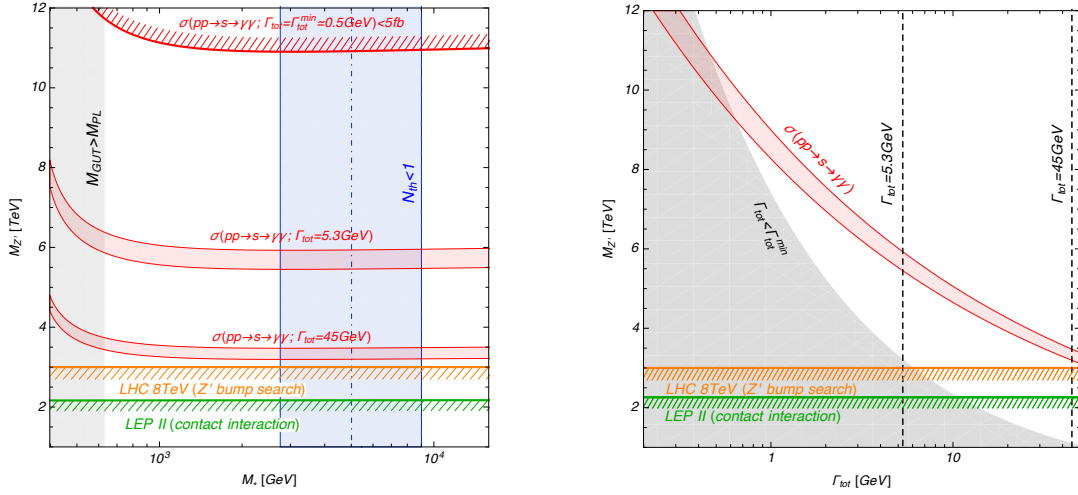 12
10
8
6
4
2
M_Z' [TeV]
σ(pp→s→γγ; Γ_tot=Γ_tot^min≃0.5GeV)<5fb
M_GUT>M_PL
N_th<1
σ(pp→s→γγ; Γ_tot=5.3GeV)
σ(pp→s→γγ; Γ_tot=45GeV)
LHC 8TeV (Z' bump search)
LEP II (contact interaction)
10^3
10^4
M_* [GeV]
12
10
8
6
4
2
M_Z' [TeV]
σ(pp→s→γγ)
Γ_tot=5.3GeV
Γ_tot=45GeV
Γ_tot<Γ_tot^min
LHC 8TeV (Z' bump search)
LEP II (contact interaction)
1
10
Γ_tot [GeV]